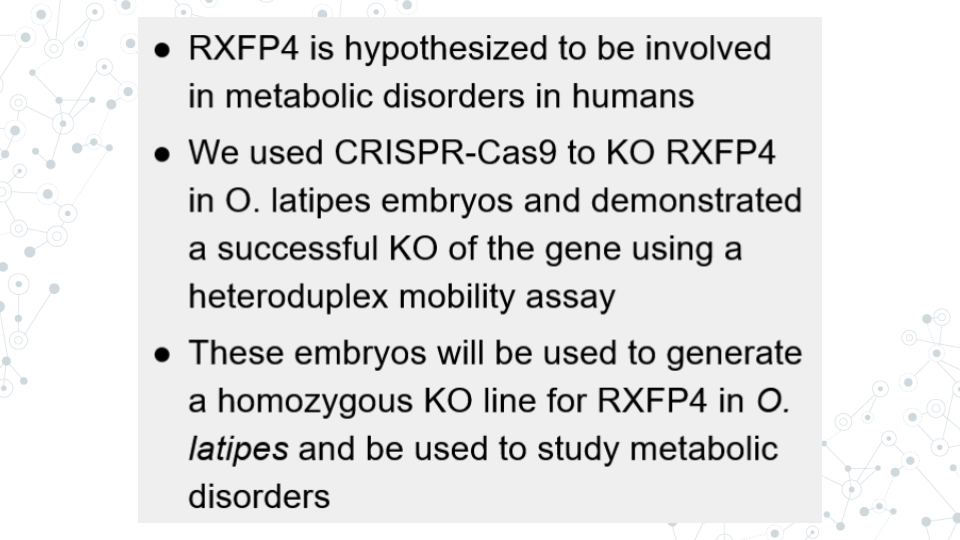 ● RXFP4 is hypothesized to be involved
in metabolic disorders in humans
● We used CRISPR-Cas9 to KO RXFP4
in O. latipes embryos and demonstrated
a successful KO of the gene using a
heteroduplex mobility assay
● These embryos will be used to generate
a homozygous KO line for RXFP4 in O.
latipes and be used to study metabolic
disorders